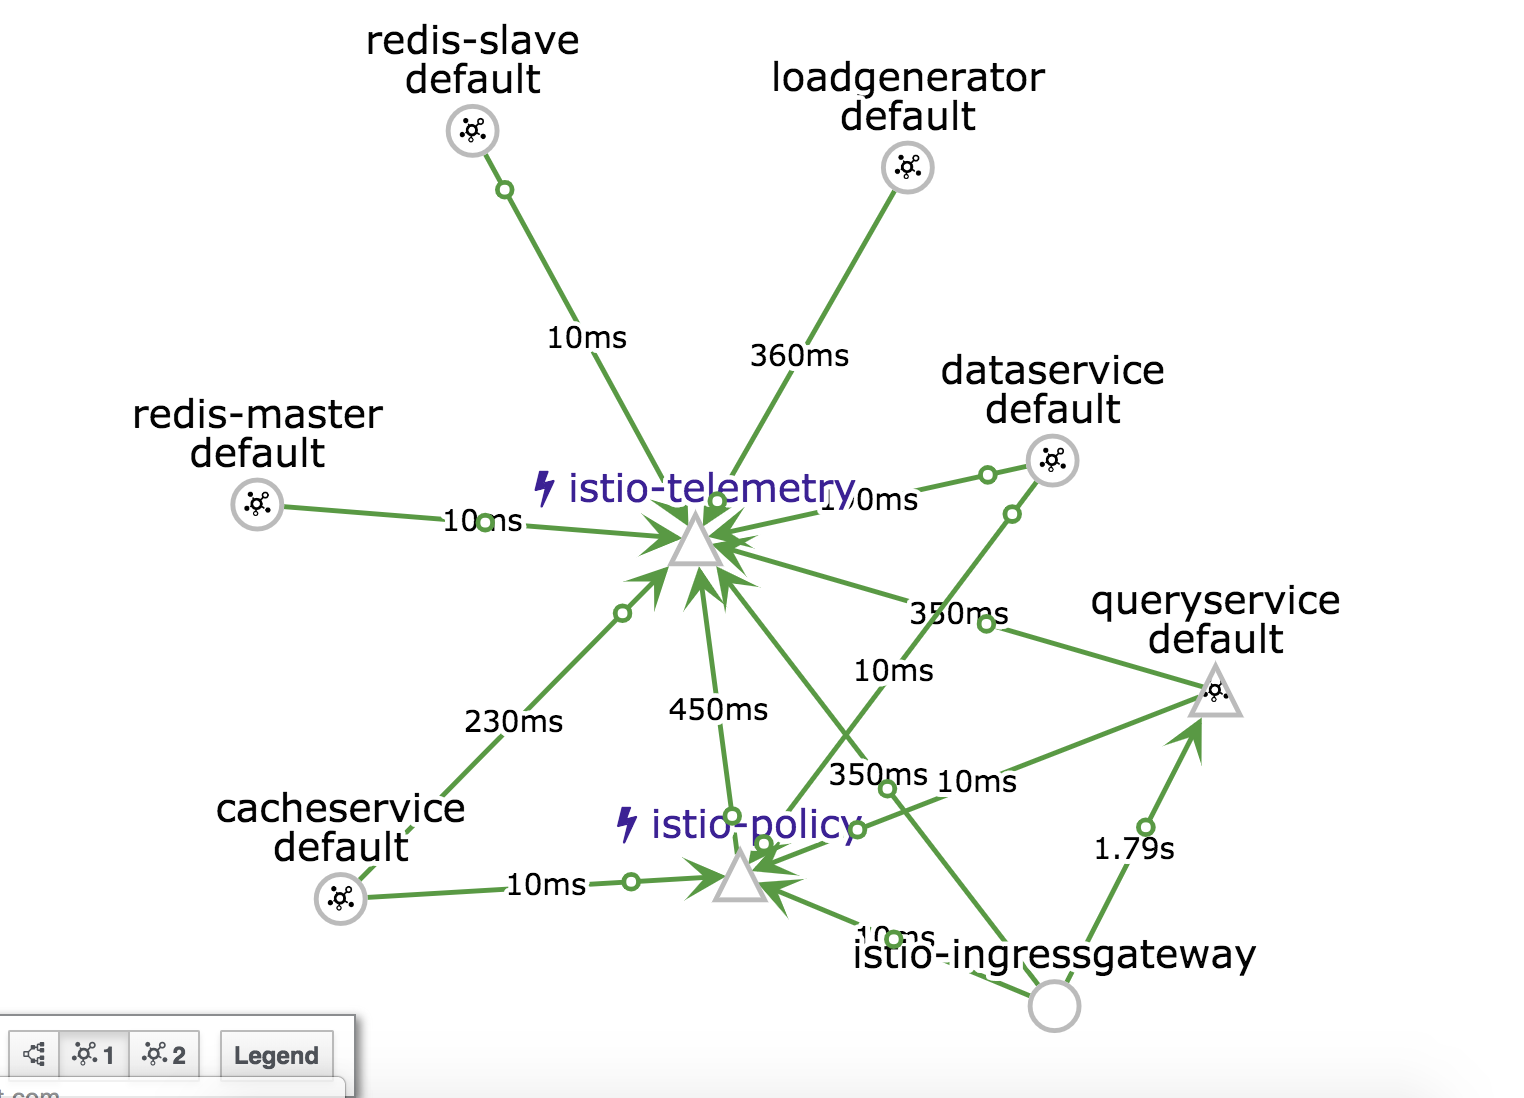 redis-slave
default
loadgenerator
default
10ms
360ms
dataservice
default
redis-master
default
istio-telemetry
10ms
queryservice
default
350ms
10ms
450ms
230ms
350ms
10ms
cacheservice
default
istio-policy
1.79s
10ms
10ms
istio-ingressgateway
1
2
Legend